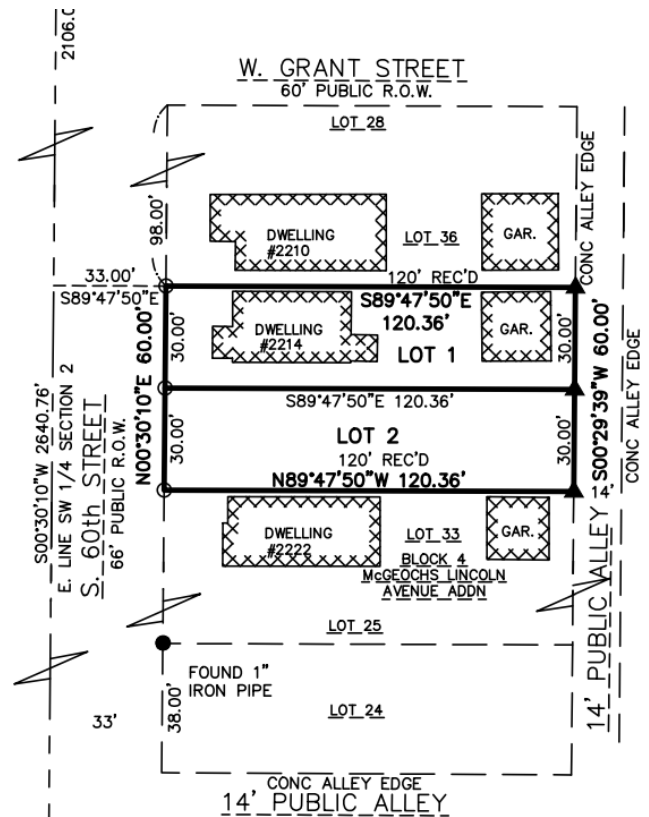 2106.0
W. GRANT STREET
60' PUBLIC R.O.W.
LOT 28
98.00'
DWELLING
#2210
LOT 36
GAR.
CONC ALLEY EDGE
33.00'
S89°47'50"E
120' REC'D
S89°47'50"E
120.36'
N00°30'10"E 60.00'
30.00'
DWELLING
#2214
LOT 1
GAR.
30.00'
S00°29'39"W 60.00'
CONC ALLEY EDGE
S89°47'50"E 120.36'
S00°30'10"W 2640.76'
E. LINE SW 1/4 SECTION 2
S. 60th STREET
66' PUBLIC R.O.W.
30.00'
LOT 2
120' REC'D
N89°47'50"W 120.36'
30.00'
14'
DWELLING
#2222
LOT 33
BLOCK 4
McGEOCHS LINCOLN
AVENUE ADDN
GAR.
14' PUBLIC ALLEY
LOT 25
FOUND 1"
IRON PIPE
33'
38.00'
LOT 24
CONC ALLEY EDGE
14' PUBLIC ALLEY